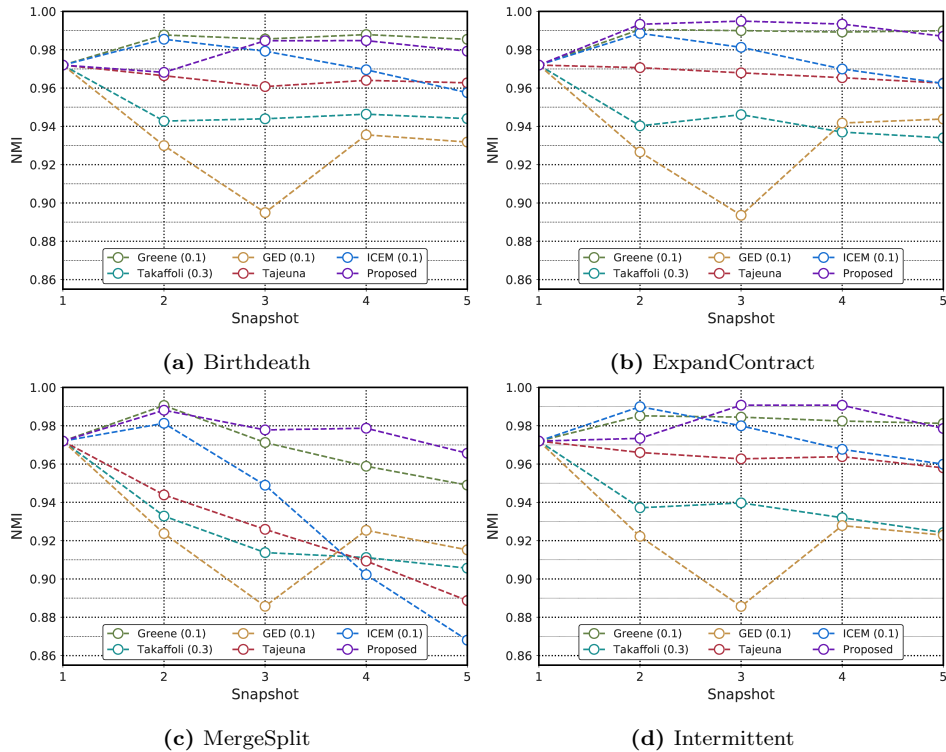 1.00
0.98
0.96
0.94
0.92
0.90
0.88
0.86
NMI
Greene (0.1) GED (0.1) ICEM (0.1)
Takaffoli (0.3) Tajeuna Proposed
1 2 3 4 5
Snapshot
(a) Birthdeath
1.00
0.98
0.96
0.94
0.92
0.90
0.88
0.86
NMI
Greene (0.1) GED (0.1) ICEM (0.1)
Takaffoli (0.3) Tajeuna Proposed
1 2 3 4 5
Snapshot
(b) ExpandContract
1.00
0.98
0.96
0.94
0.92
0.90
0.88
0.86
NMI
Greene (0.1) GED (0.1) ICEM (0.1)
Takaffoli (0.3) Tajeuna Proposed
1 2 3 4 5
Snapshot
(c) MergeSplit
1.00
0.98
0.96
0.94
0.92
0.90
0.88
0.86
NMI
Greene (0.1) GED (0.1) ICEM (0.1)
Takaffoli (0.3) Tajeuna Proposed
1 2 3 4 5
Snapshot
(d) Intermittent